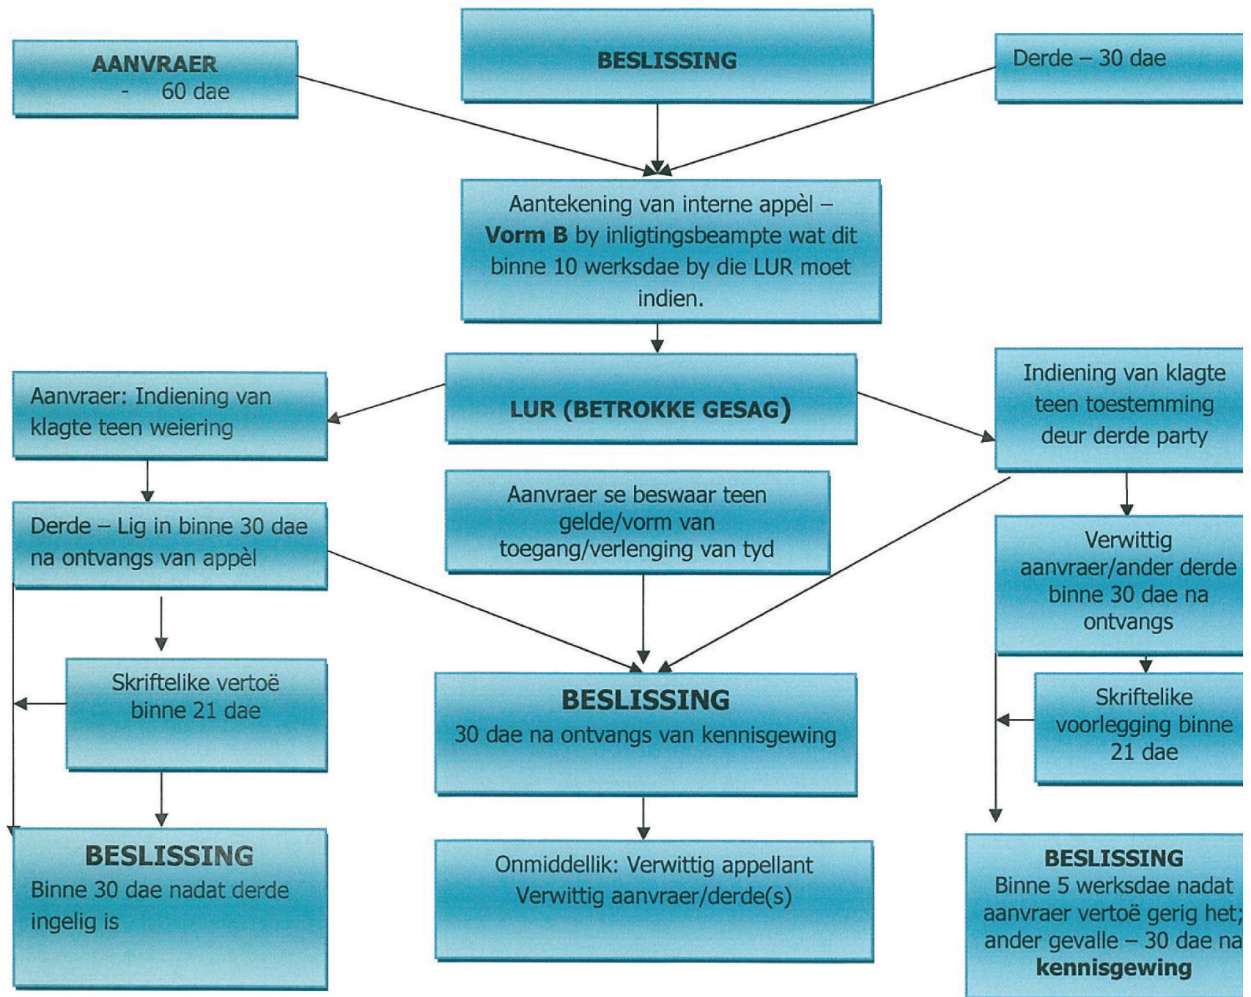 AANVRAER
- 60 dae
BESLISSING
Derde – 30 dae
Aantekening van interne appèl –
Vorm B by inligtingsbeampte wat dit
binne 10 werksdae by die LUR moet
indien.
Aanvraer: Indiening van
klagte teen weiering
LUR (BETROKKE GESAG)
Indiening van klagte
teen toestemming
deur derde party
Derde – Lig in binne 30 dae
na ontvangs van appèl
Aanvraer se beswaar teen
gelde/vorm van
toegang/verlenging van tyd
Verwittig
aanvraer/ander derde
binne 30 dae na
ontvangs
Skriftelike vertoë
binne 21 dae
BESLISSING
30 dae na ontvangs van kennisgewing
Skriftelike
voorlegging binne
21 dae
BESLISSING
Binne 30 dae nadat derde
ingelig is
Onmiddellik: Verwittig appellant
Verwittig aanvraer/derde(s)
BESLISSING
Binne 5 werksdae nadat
aanvraer vertoë gerig het;
ander gevalle – 30 dae na
kennisgewing